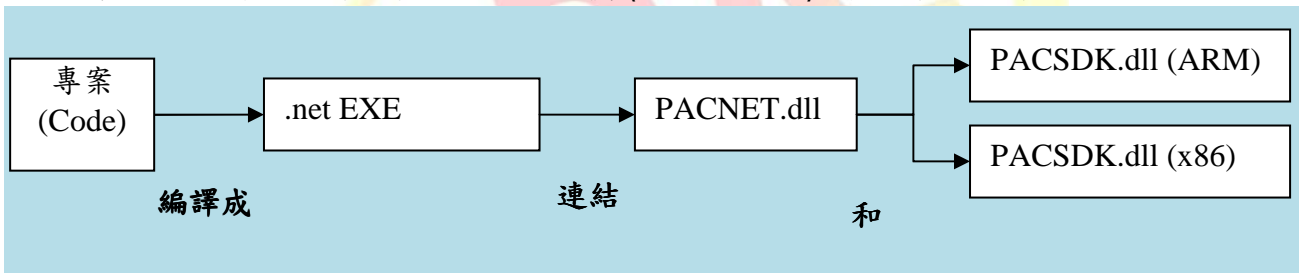 專案
(Code)
.net EXE
PACNET.dll
PACSDK.dll (ARM)
PACSDK.dll (x86)
編譯成
連結
和